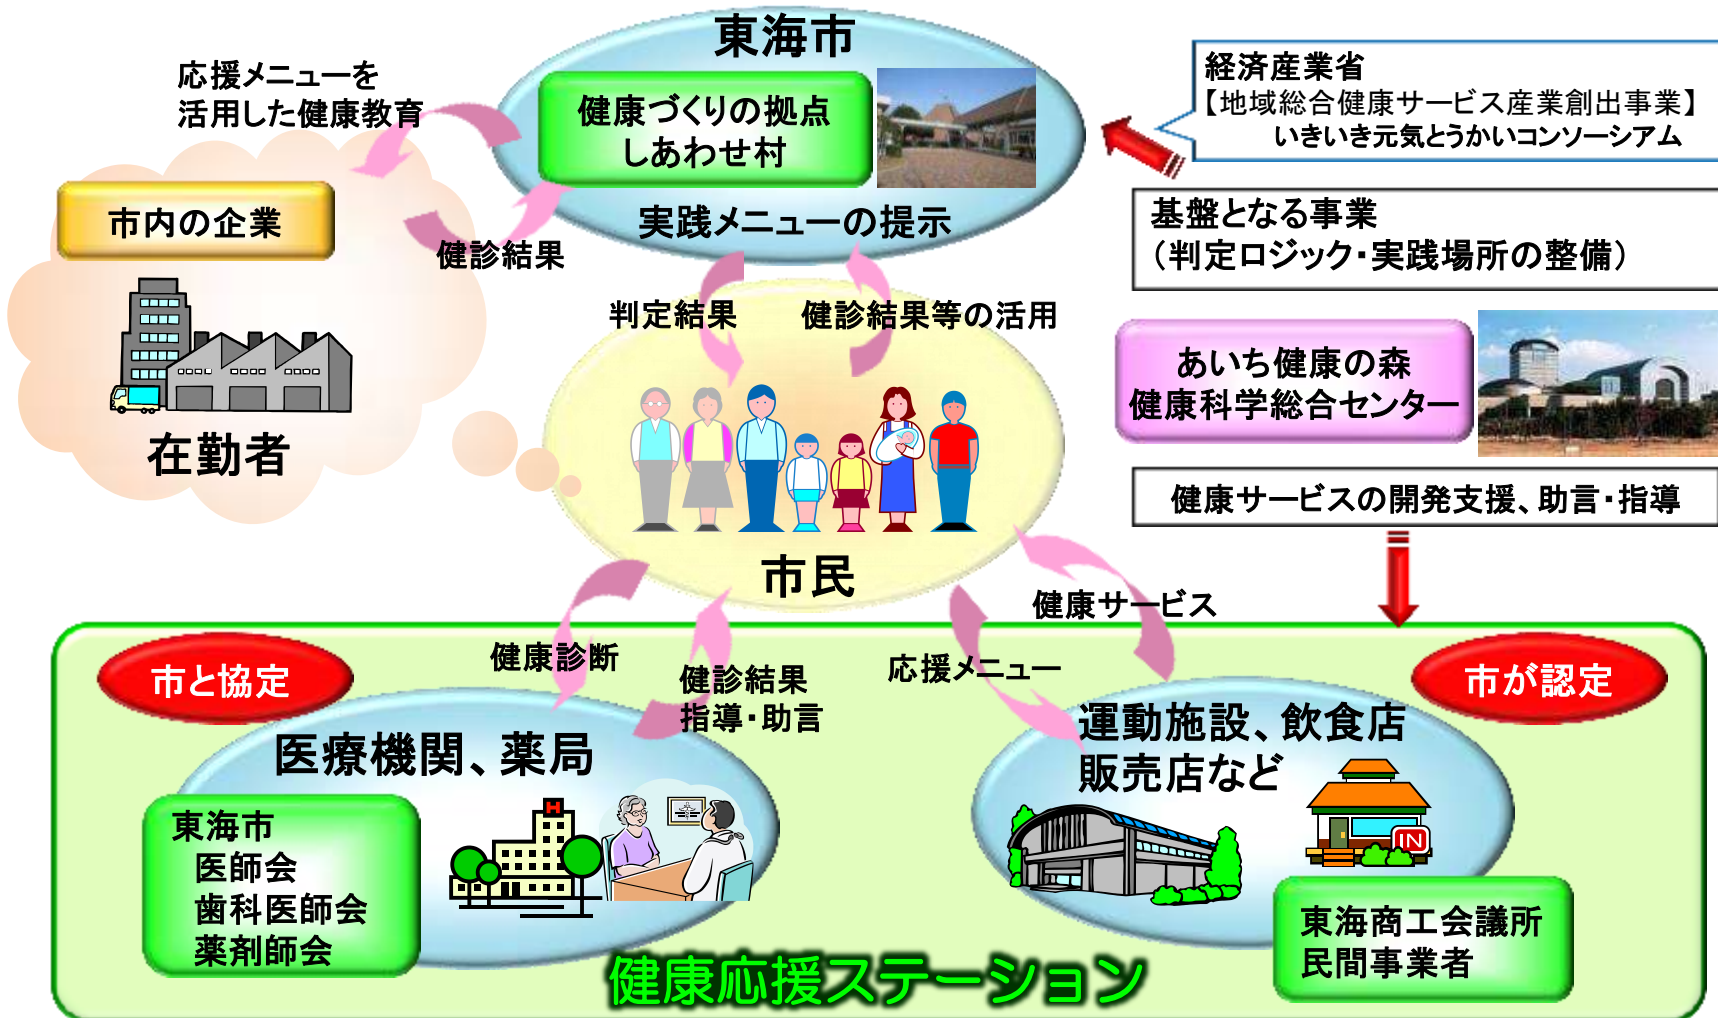 東海市
健康づくりの拠点
しあわせ村
実践メニューの提示
応援メニューを
活用した健康教育
市内の企業
健診結果
在勤者
経済産業省
【地域総合健康サービス産業創出事業】
いきいき元気とうかいコンソーシアム
基盤となる事業
（判定ロジック・実践場所の整備）
あいち健康の森
健康科学総合センター
健康サービスの開発支援、助言・指導
判定結果
健診結果等の活用
市民
健康診断
健診結果
指導・助言
健康サービス
応援メニュー
市と協定
医療機関、薬局
東海市
医師会
歯科医師会
薬剤師会
H
市が認定
運動施設、飲食店
販売店など
IN
東海商工会議所
民間事業者
健康応援ステーション